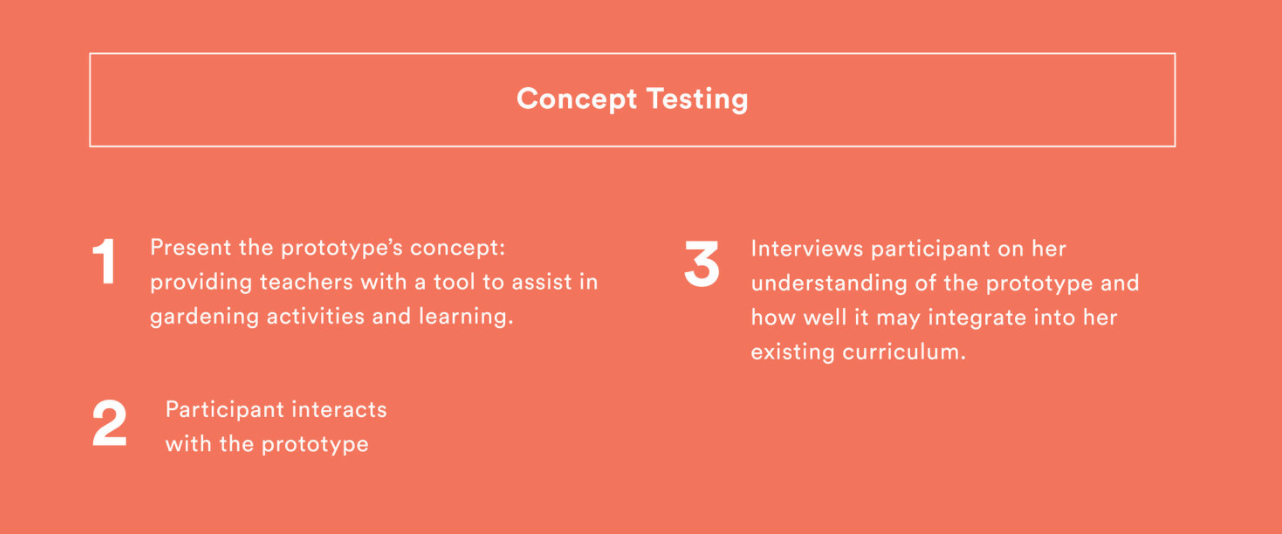 Concept Testing
1
Present the prototype’s concept:
providing teachers with a tool to assist in
gardening activities and learning.
2
Participant interacts
with the prototype
3
Interviews participant on her
understanding of the prototype and
how well it may integrate into her
existing curriculum.